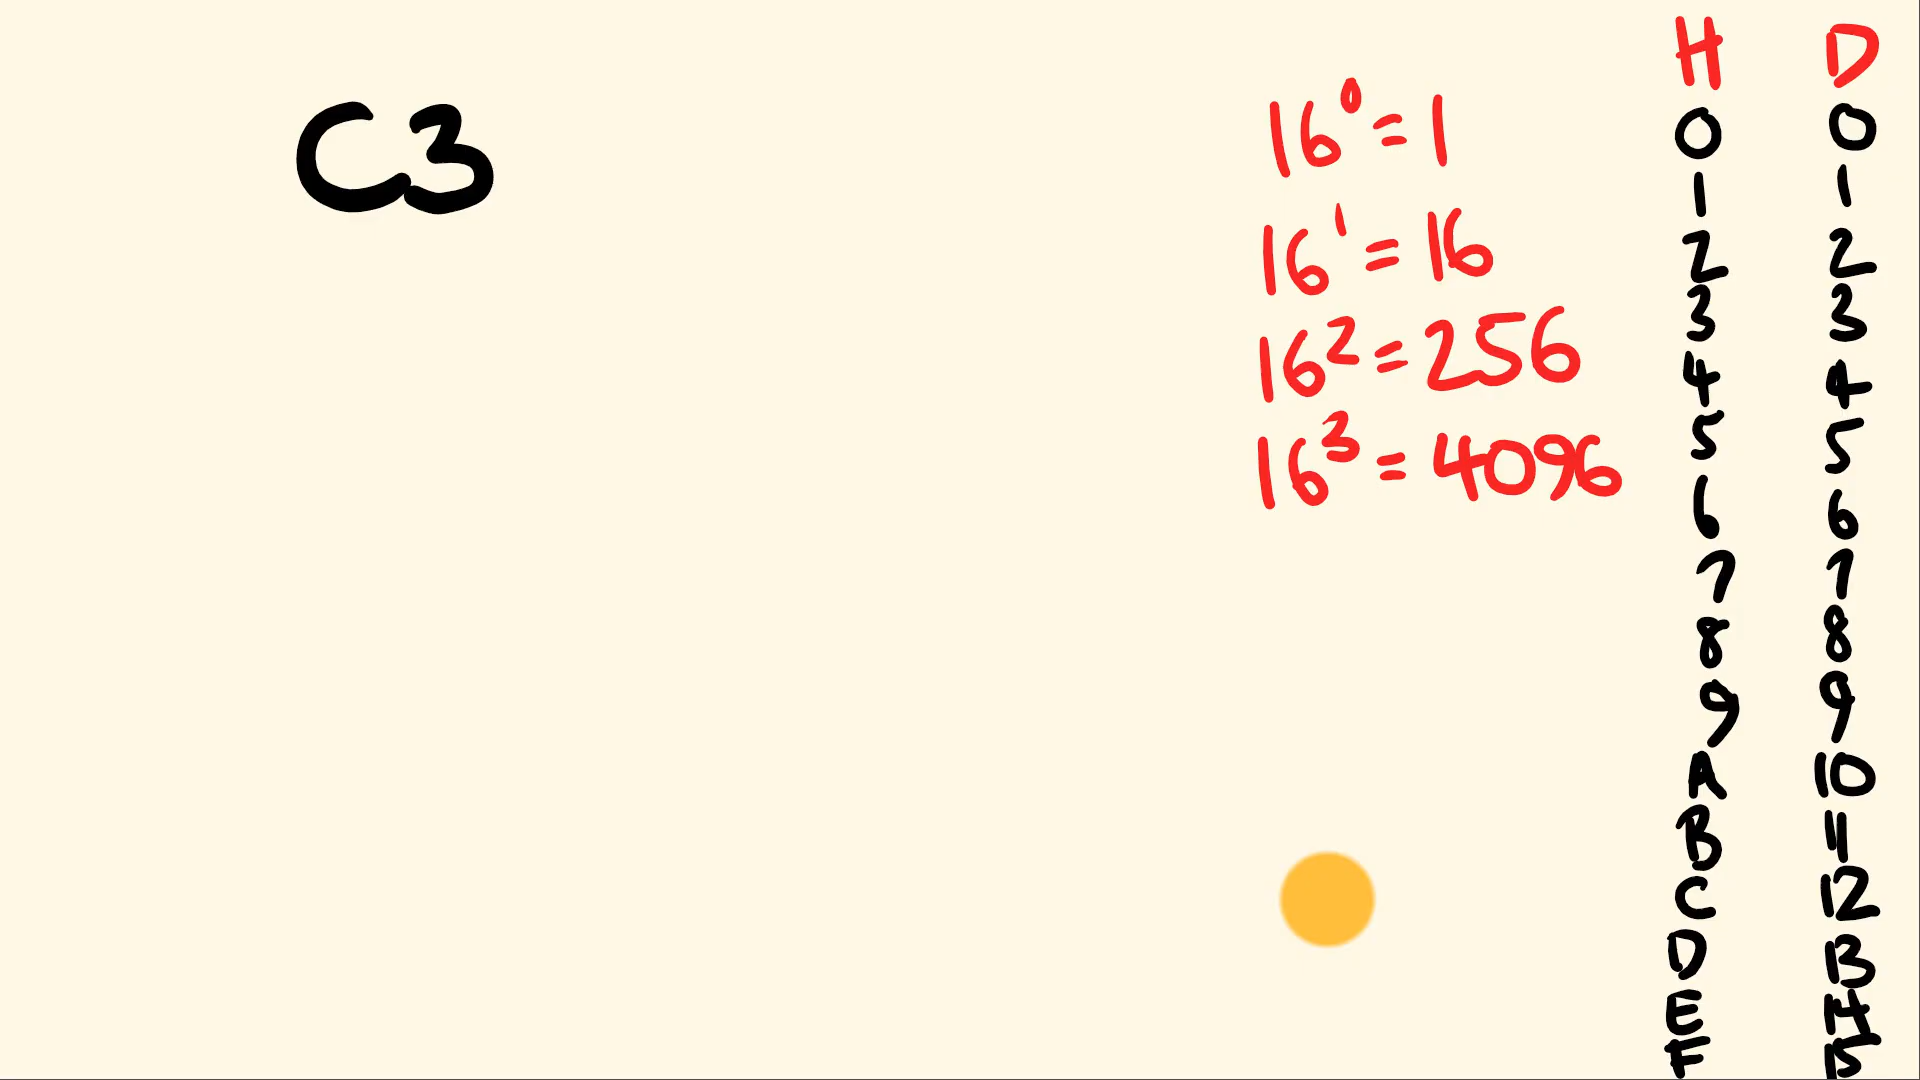 C3
16⁰ = 1
16¹ = 16
16² = 256
16³ = 4096
H D
0 0
1 1
2 2
3 3
4 4
5 5
6 6
7 7
8 8
9 9
A 10
B 11
C 12
D 13
E 14
F 15